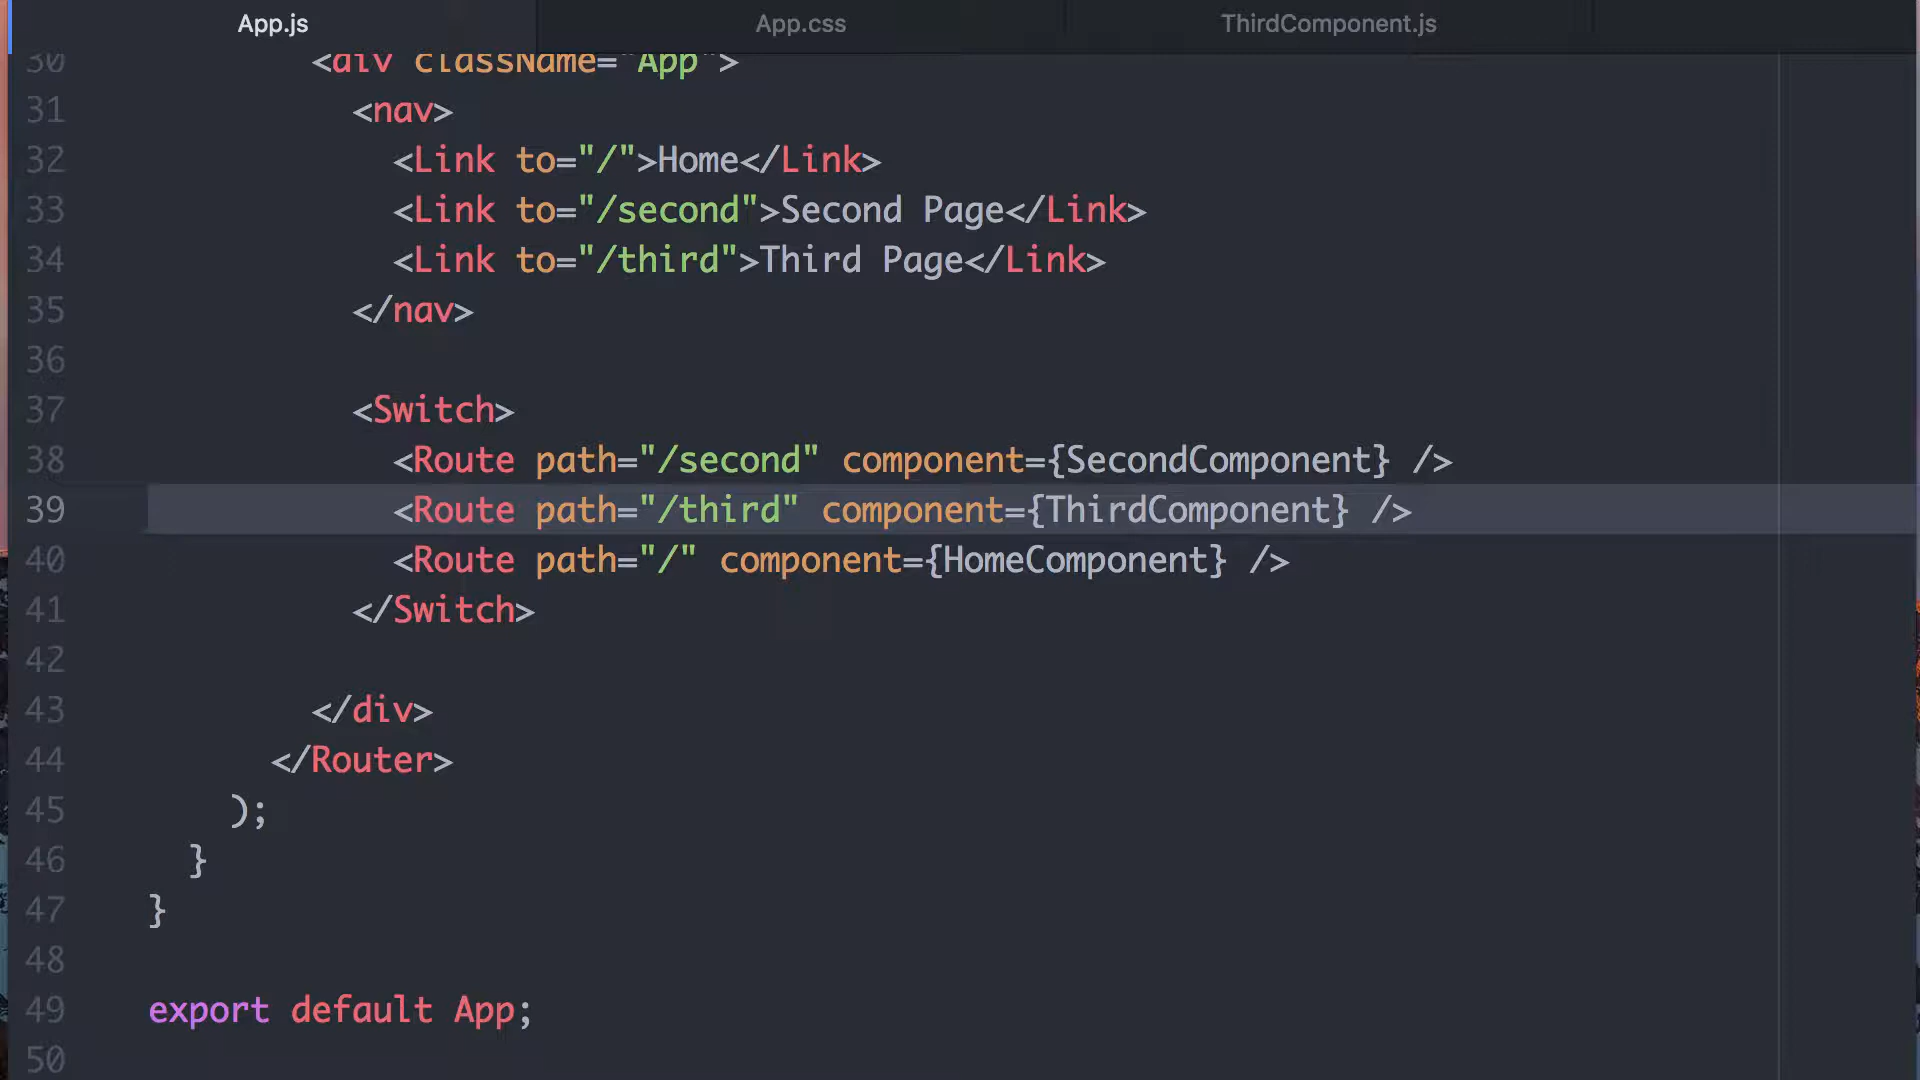 App.js App.css ThirdComponent.js
30 <div className="App">
31 <nav>
32 <Link to="/">Home</Link>
33 <Link to="/second">Second Page</Link>
34 <Link to="/third">Third Page</Link>
35 </nav>
36
37 <Switch>
38 <Route path="/second" component={SecondComponent} />
39 <Route path="/third" component={ThirdComponent} />
40 <Route path="/" component={HomeComponent} />
41 </Switch>
42
43 </div>
44 </Router>
45 );
46 }
47 }
48
49 export default App;
50